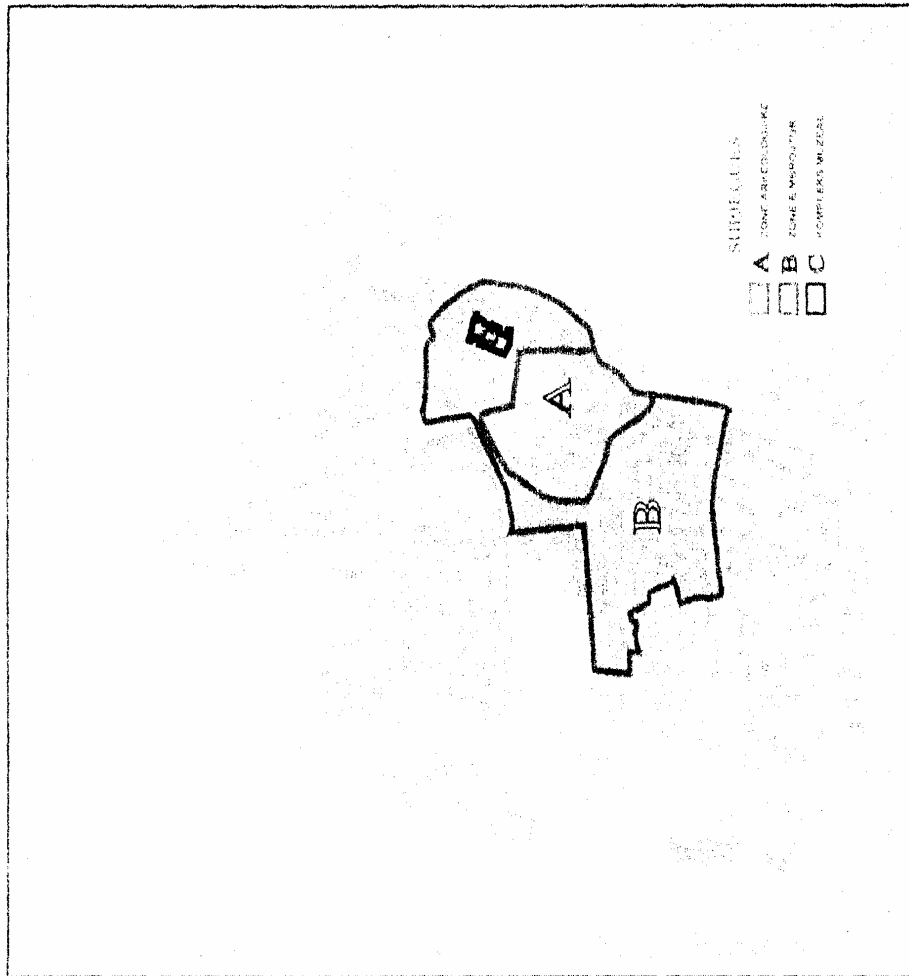 A
B
A ZONE ARKEOLOGJIKE
B ZONE E MBROJTUR
C KOMPLEKS MUZEAL